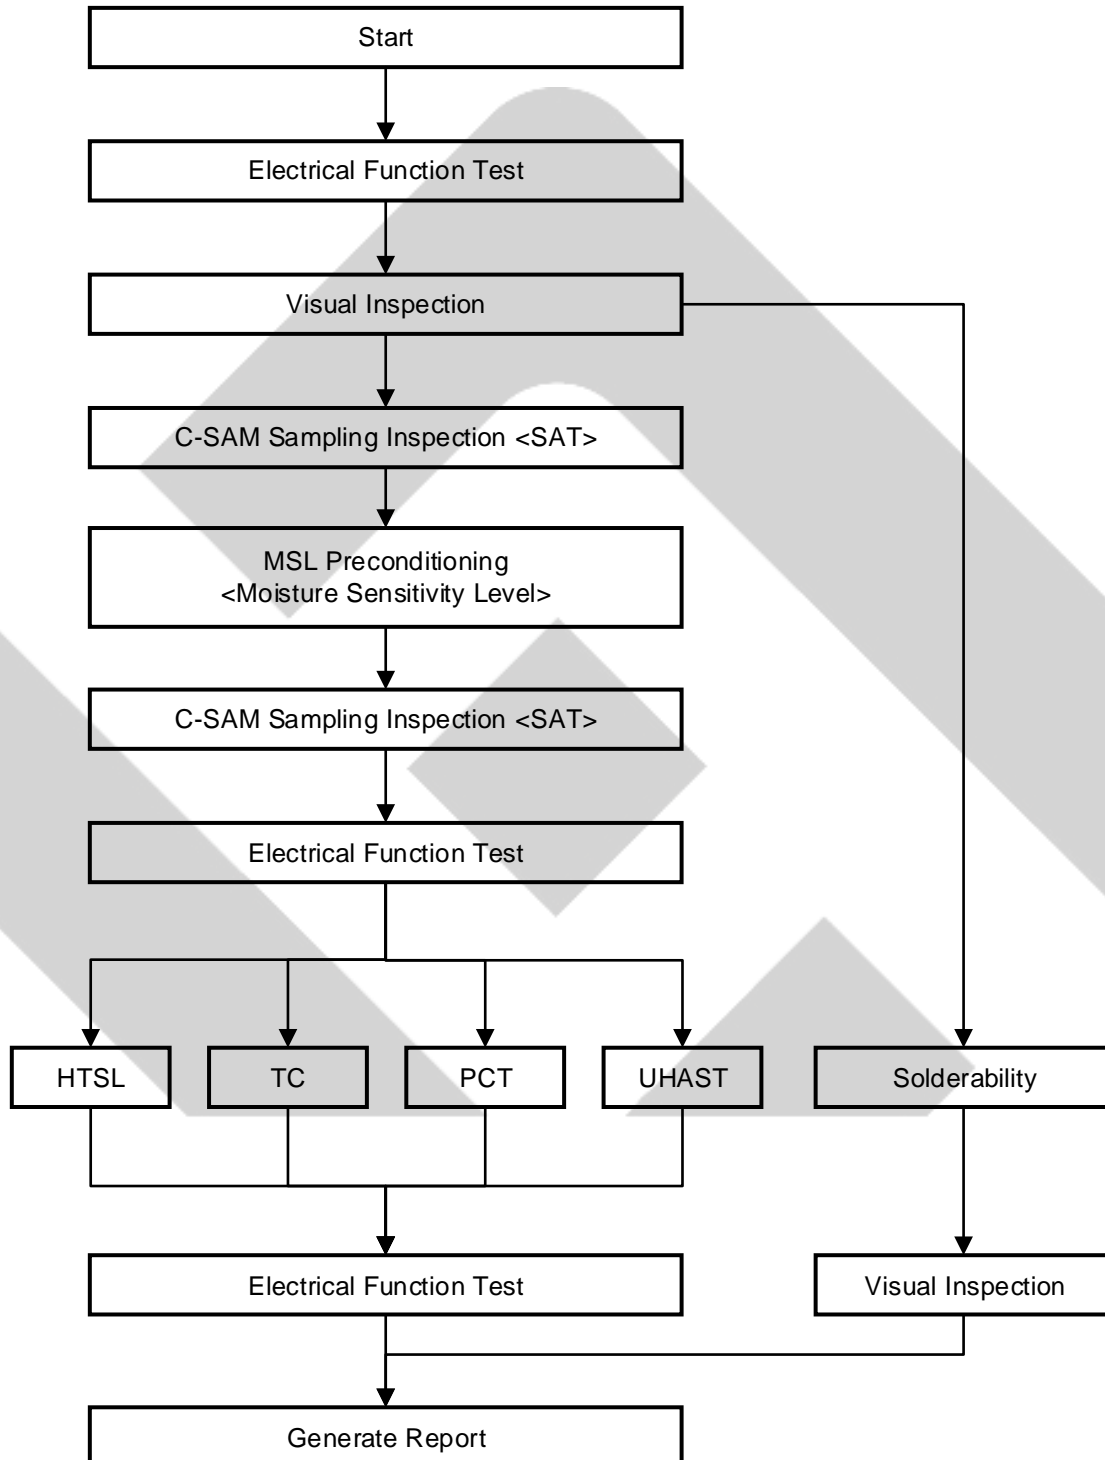 Start
Electrical Function Test
Visual Inspection
C-SAM Sampling Inspection <SAT>
MSL Preconditioning
<Moisture Sensitivity Level>
C-SAM Sampling Inspection <SAT>
Electrical Function Test
HTSL
TC
PCT
UHAST
Solderability
Electrical Function Test
Visual Inspection
Generate Report